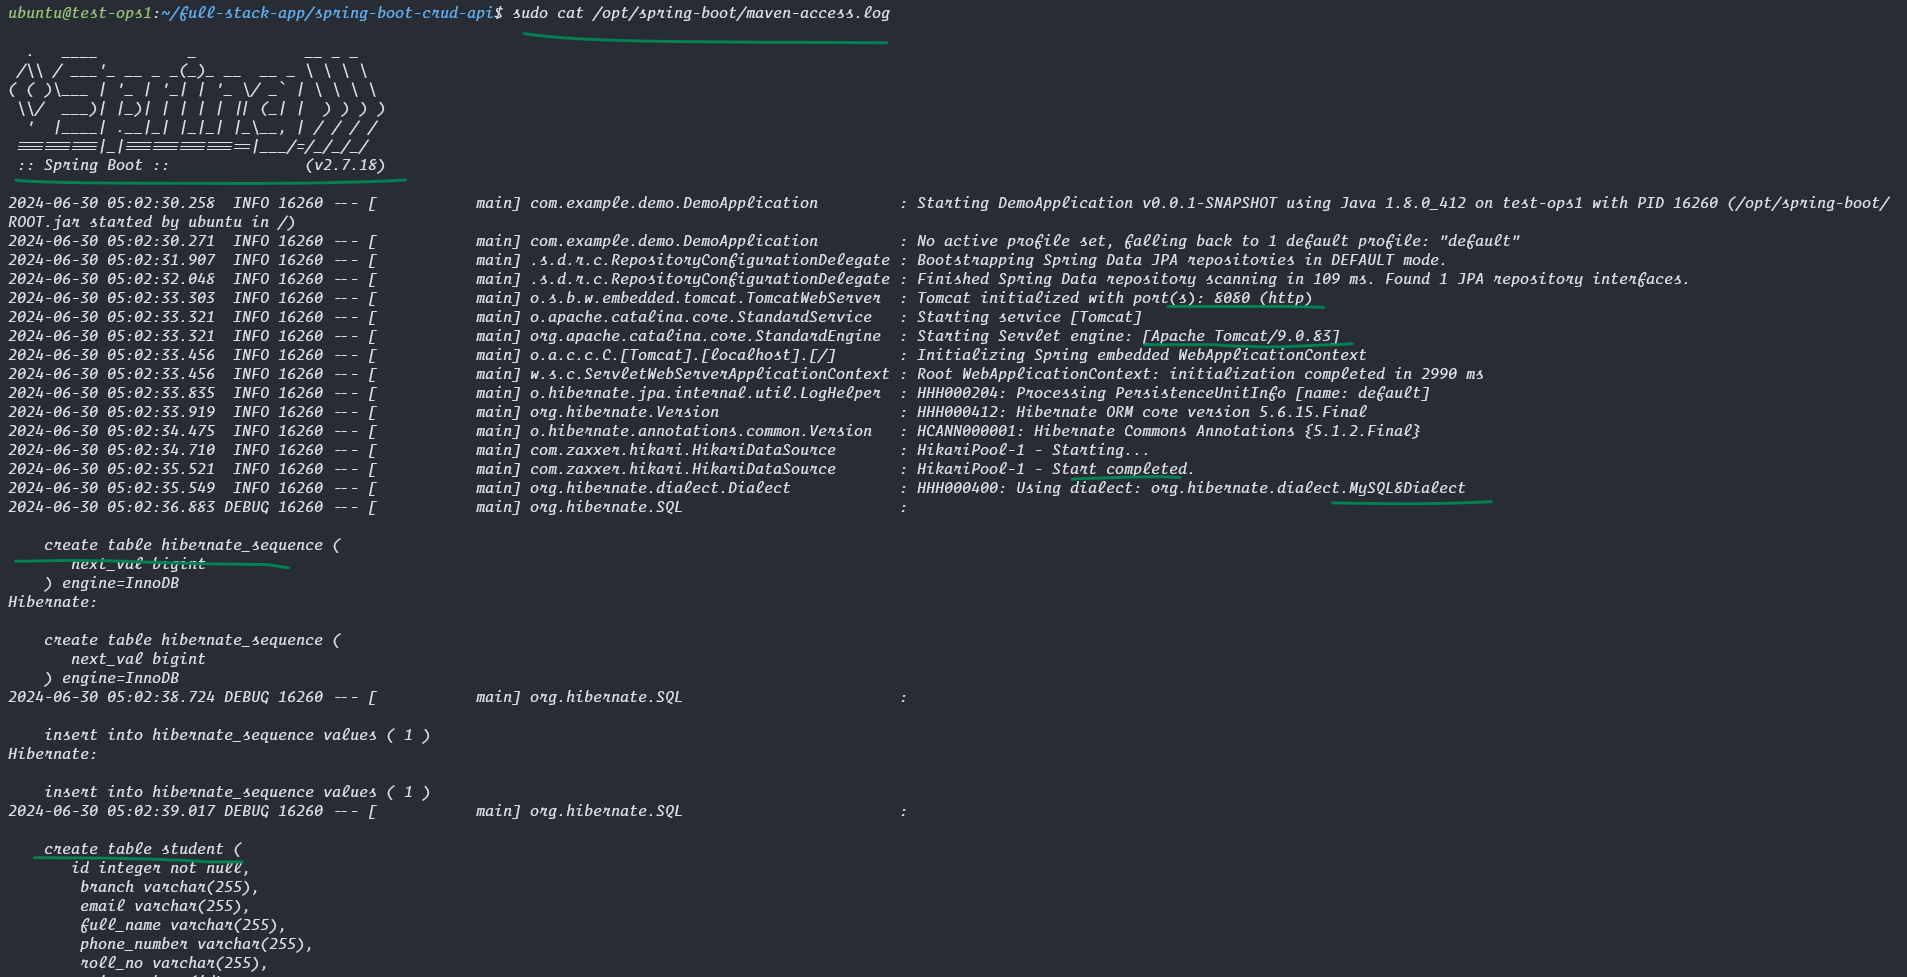 ubuntu@test-ops1:~/full-stack-app/spring-boot-crud-api$ sudo cat /opt/spring-boot/maven-access.log
  .   ____          _            __ _ _
 /\\ / ___'_ __ _ _(_)_ __  __ _ \ \ \ \
( ( )\___ | '_ | '_| | '_ \/ _` | \ \ \ \
 \\/  ___)| |_)| | | | | || (_| |  ) ) ) )
  '  |____| .__|_| |_|_| |_\__, | / / / /
 =========|_|==============|___/=/_/_/_/
 :: Spring Boot ::               (v2.7.18)
2024-06-30 05:02:30.258  INFO 16260 --- [           main] com.example.demo.DemoApplication         : Starting DemoApplication v0.0.1-SNAPSHOT using Java 1.8.0_412 on test-ops1 with PID 16260 (/opt/spring-boot/
ROOT.jar started by ubuntu in /)
2024-06-30 05:02:30.271  INFO 16260 --- [           main] com.example.demo.DemoApplication         : No active profile set, falling back to 1 default profile: "default"
2024-06-30 05:02:31.907  INFO 16260 --- [           main] .s.d.r.c.RepositoryConfigurationDelegate : Bootstrapping Spring Data JPA repositories in DEFAULT mode.
2024-06-30 05:02:32.048  INFO 16260 --- [           main] .s.d.r.c.RepositoryConfigurationDelegate : Finished Spring Data repository scanning in 109 ms. Found 1 JPA repository interfaces.
2024-06-30 05:02:33.303  INFO 16260 --- [           main] o.s.b.w.embedded.tomcat.TomcatWebServer  : Tomcat initialized with port(s): 8080 (http)
2024-06-30 05:02:33.321  INFO 16260 --- [           main] o.apache.catalina.core.StandardService   : Starting service [Tomcat]
2024-06-30 05:02:33.321  INFO 16260 --- [           main] org.apache.catalina.core.StandardEngine  : Starting Servlet engine: [Apache Tomcat/9.0.83]
2024-06-30 05:02:33.456  INFO 16260 --- [           main] o.a.c.c.C.[Tomcat].[localhost].[/]       : Initializing Spring embedded WebApplicationContext
2024-06-30 05:02:33.456  INFO 16260 --- [           main] w.s.c.ServletWebServerApplicationContext : Root WebApplicationContext: initialization completed in 2990 ms
2024-06-30 05:02:33.835  INFO 16260 --- [           main] o.hibernate.jpa.internal.util.LogHelper  : HHH000204: Processing PersistenceUnitInfo [name: default]
2024-06-30 05:02:33.919  INFO 16260 --- [           main] org.hibernate.Version                    : HHH000412: Hibernate ORM core version 5.6.15.Final
2024-06-30 05:02:34.475  INFO 16260 --- [           main] o.hibernate.annotations.common.Version   : HCANN000001: Hibernate Commons Annotations {5.1.2.Final}
2024-06-30 05:02:34.710  INFO 16260 --- [           main] com.zaxxer.hikari.HikariDataSource       : HikariPool-1 - Starting...
2024-06-30 05:02:35.521  INFO 16260 --- [           main] com.zaxxer.hikari.HikariDataSource       : HikariPool-1 - Start completed.
2024-06-30 05:02:35.549  INFO 16260 --- [           main] org.hibernate.dialect.Dialect            : HHH000400: Using dialect: org.hibernate.dialect.MySQL8Dialect
2024-06-30 05:02:36.883 DEBUG 16260 --- [           main] org.hibernate.SQL                        :
    create table hibernate_sequence (
       next_val bigint
    ) engine=InnoDB
Hibernate:
    create table hibernate_sequence (
       next_val bigint
    ) engine=InnoDB
2024-06-30 05:02:38.724 DEBUG 16260 --- [           main] org.hibernate.SQL                        :
    insert into hibernate_sequence values ( 1 )
Hibernate:
    insert into hibernate_sequence values ( 1 )
2024-06-30 05:02:39.017 DEBUG 16260 --- [           main] org.hibernate.SQL                        :
    create table student (
       id integer not null,
        branch varchar(255),
        email varchar(255),
        full_name varchar(255),
        phone_number varchar(255),
        roll_no varchar(255),